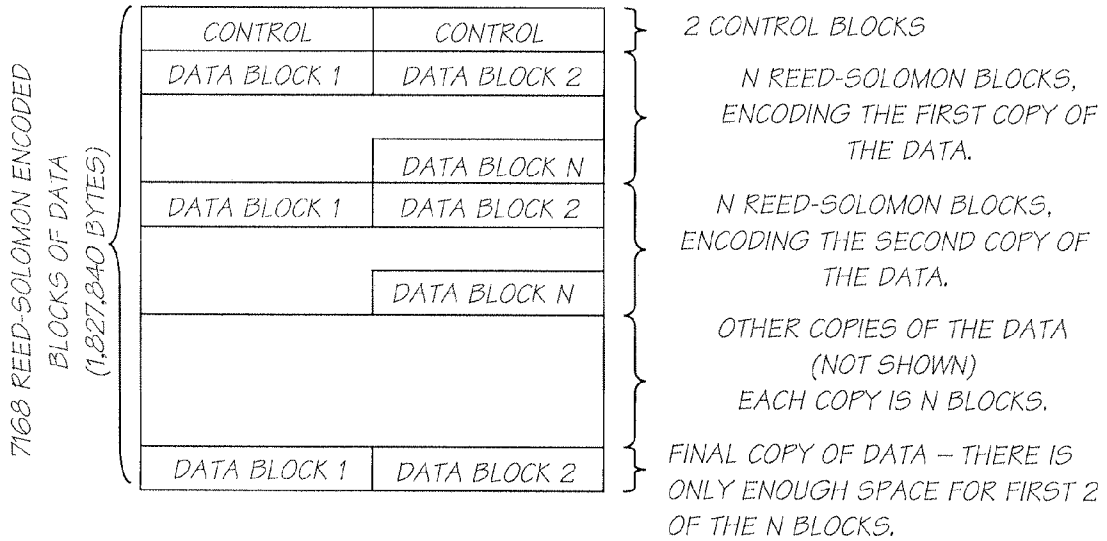 7168 REED-SOLOMON ENCODED
BLOCKS OF DATA
(1,827,840 BYTES)
CONTROL CONTROL
2 CONTROL BLOCKS
DATA BLOCK 1 DATA BLOCK 2
DATA BLOCK N
N REED-SOLOMON BLOCKS,
ENCODING THE FIRST COPY OF
THE DATA.
DATA BLOCK 1 DATA BLOCK 2
DATA BLOCK N
N REED-SOLOMON BLOCKS,
ENCODING THE SECOND COPY OF
THE DATA.
OTHER COPIES OF THE DATA
(NOT SHOWN)
EACH COPY IS N BLOCKS.
DATA BLOCK 1 DATA BLOCK 2
FINAL COPY OF DATA – THERE IS
ONLY ENOUGH SPACE FOR FIRST 2
OF THE N BLOCKS.